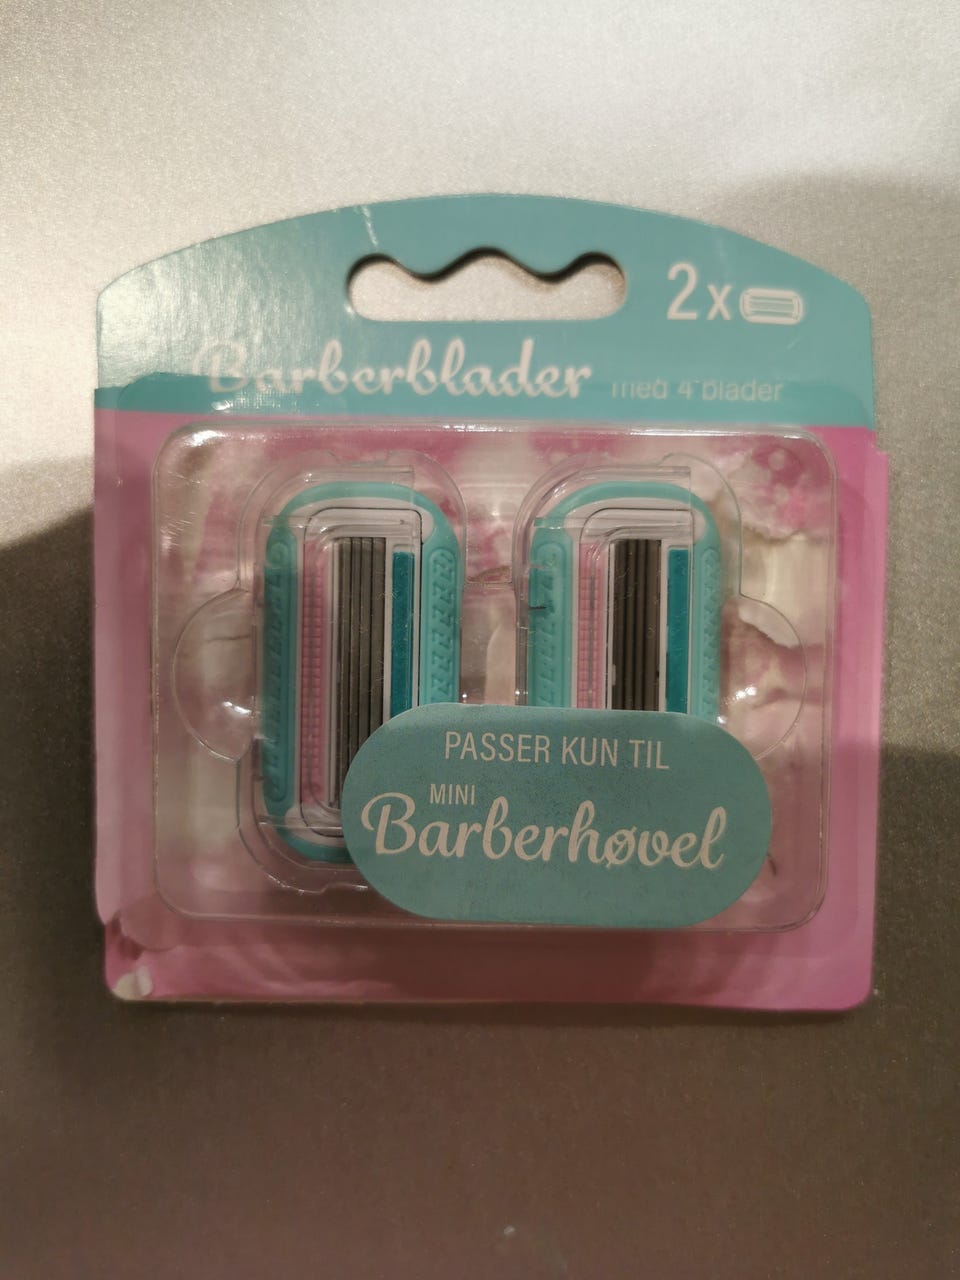 2x
Barberblader med 4 blader
PASSER KUN TIL
MINI
Barberhøvel